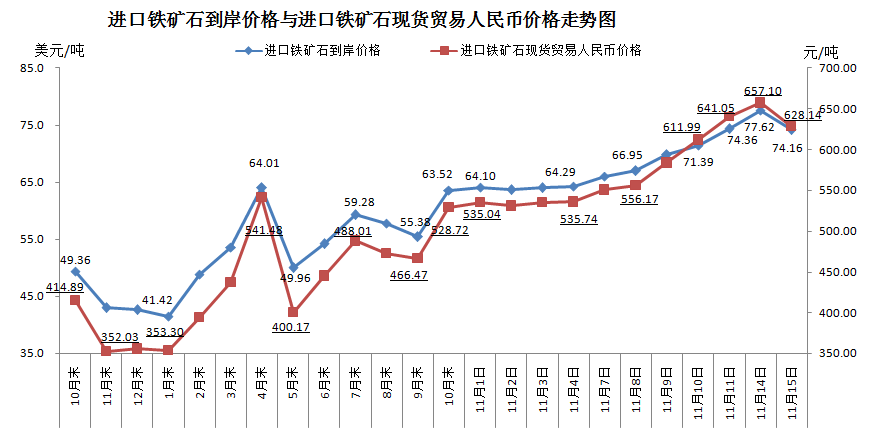 进口铁矿石到岸价格与进口铁矿石现货贸易人民币价格走势图
美元/吨
进口铁矿石到岸价格
进口铁矿石现货贸易人民币价格
元/吨
85.0
75.0
65.0
55.0
45.0
35.0
700.00
650.00
600.00
550.00
500.00
450.00
400.00
350.00
49.36
41.42
64.01
49.96
59.28
55.38
63.52
64.10
64.29
66.95
71.39
74.36
77.62
74.16
414.89
352.03
353.30
541.48
400.17
488.01
466.47
528.72
535.04
535.74
556.17
611.99
641.05
657.10
628.14
10月末
11月末
12月末
1月末
2月末
3月末
4月末
5月末
6月末
7月末
8月末
9月末
10月末
11月1日
11月2日
11月3日
11月4日
11月7日
11月8日
11月9日
11月10日
11月11日
11月14日
11月15日